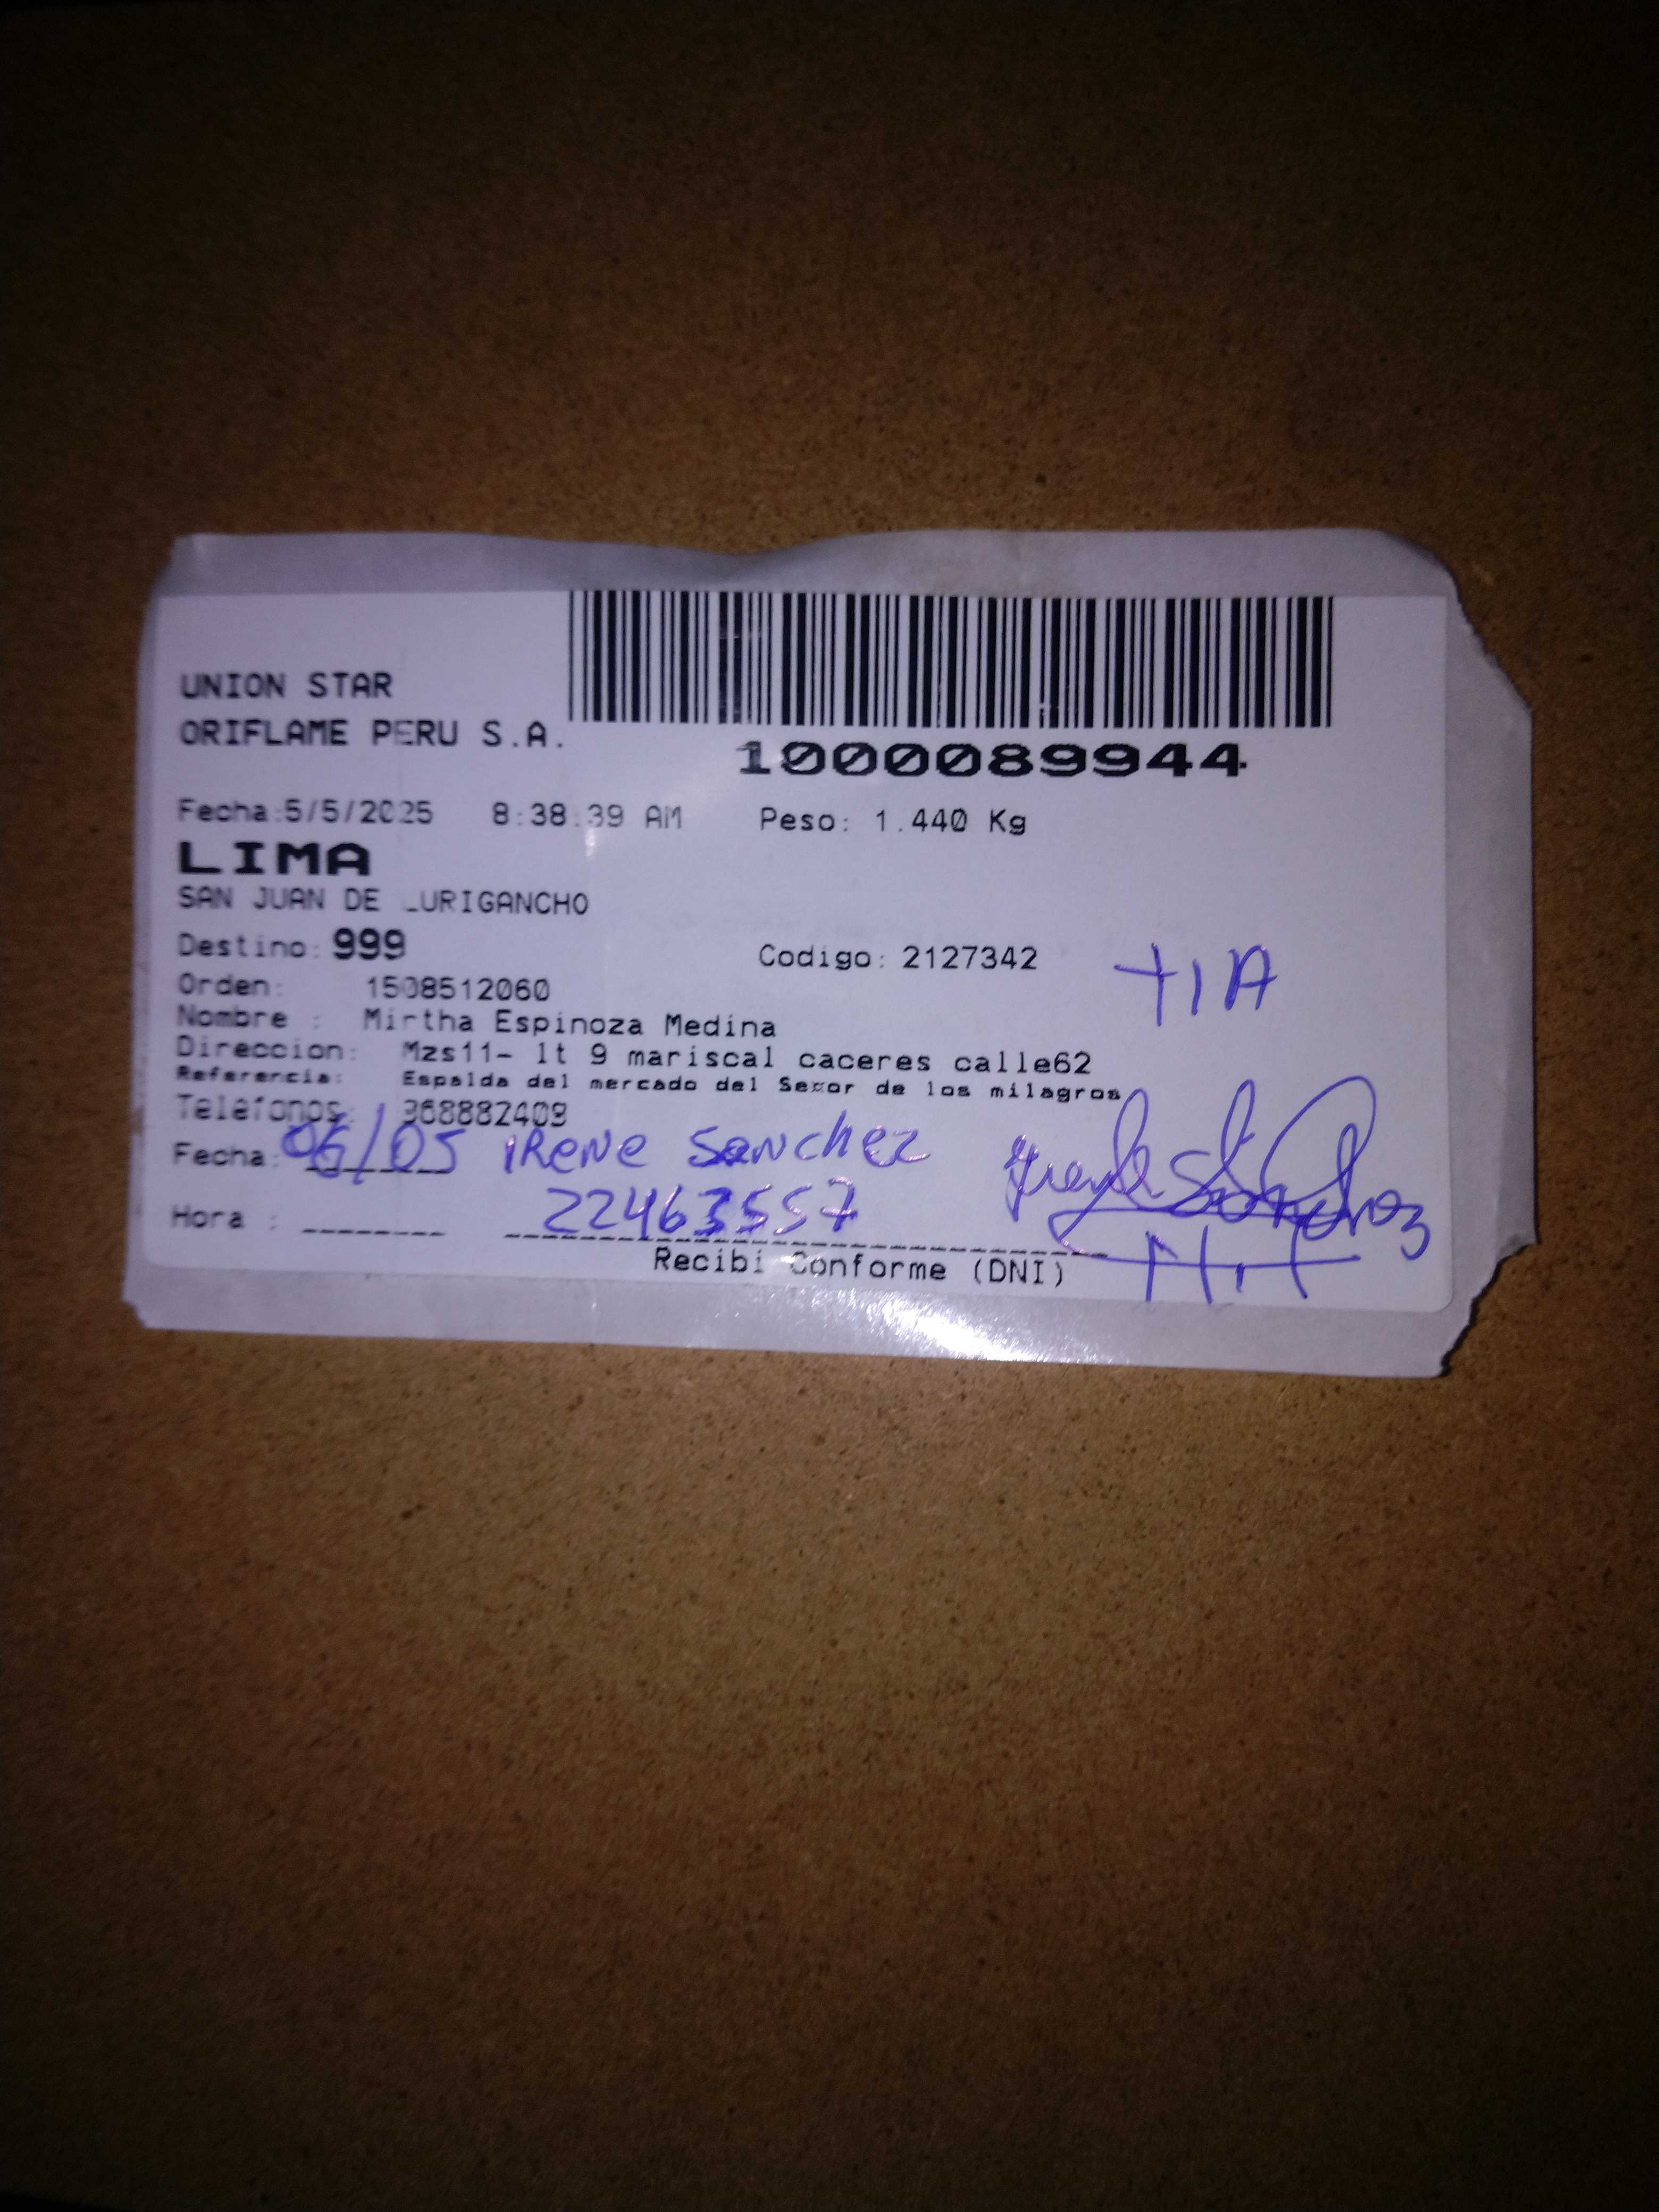 UNION STAR
ORIFLAME PERU S.A.
1000089944
Fecha:5/5/2025 8:38:39 AM Peso: 1.440 Kg
LIMA
SAN JUAN DE LURIGANCHO
Destino: 999 Codigo: 2127342 TIA
Orden: 1508512060
Nombre : Mirtha Espinoza Medina
Direccion: Mzs11- lt 9 mariscal caceres calle62
Referencia: Espalda del mercado del Señor de los milagros
Telefonos: 968882409
Fecha: 06/05 IRENE SANCHEZ
Hora : 22463557
Recibi Conforme (DNI)